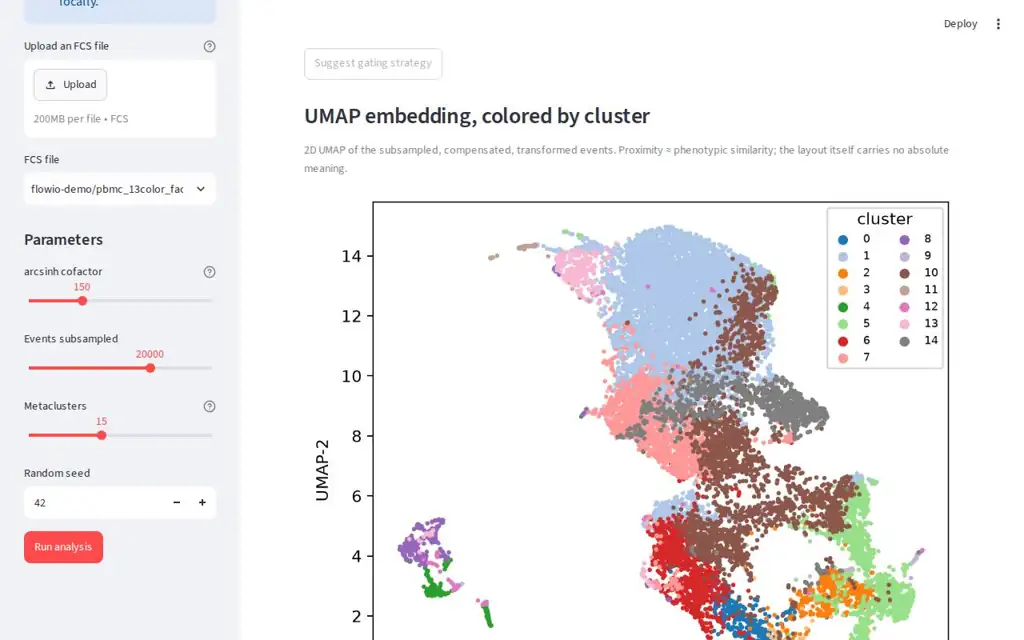 locally.
Upload an FCS file
Upload
200MB per file • FCS
FCS file
flowio-demo/pbmc_13color_fac
Parameters
arcsinh cofactor
150
Events subsampled
20000
Metaclusters
15
Random seed
42
Run analysis
Deploy
Suggest gating strategy
UMAP embedding, colored by cluster
2D UMAP of the subsampled, compensated, transformed events. Proximity ≈ phenotypic similarity; the layout itself carries no absolute
meaning.
cluster
0 8
1 9
2 10
3 11
4 12
5 13
6 14
7
14
12
10
8
6
4
2
UMAP-2